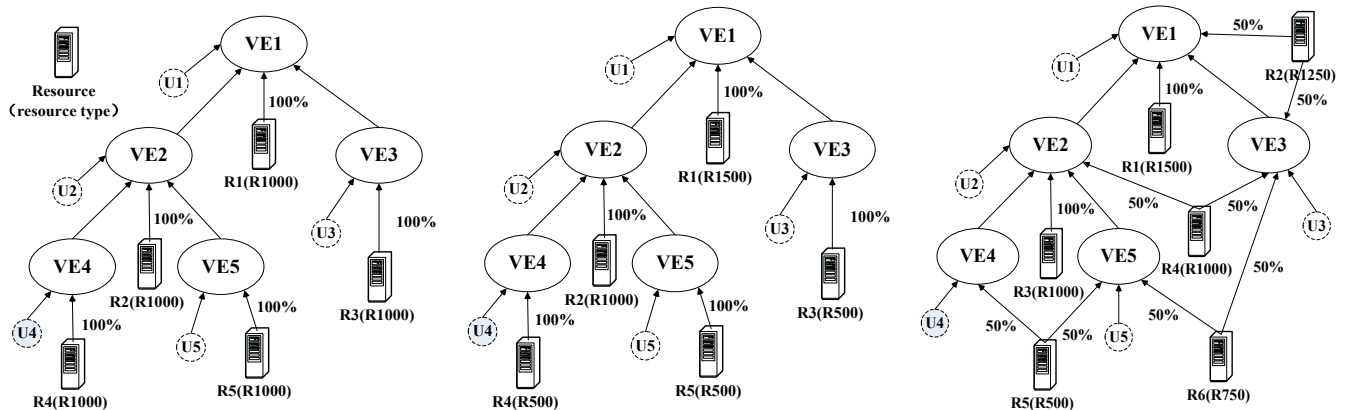 VE1
U1
Resource
（resource type）
100%
R1(R1000)
VE2
VE3
U2
U3
100%
100%
R2(R1000)
VE4
VE5
R3(R1000)
U4
100%
U5
100%
R4(R1000)
R5(R1000)
VE1
U1
100%
R1(R1500)
VE2
VE3
U2
U3
100%
100%
R2(R1000)
VE4
VE5
R3(R500)
U4
100%
U5
100%
R4(R500)
R5(R500)
VE1
50%
U1
R2(R1250)
100%
50%
R1(R1500)
VE2
VE3
U2
100%
50%
50%
U3
R4(R1000)
VE4
VE5
R3(R1000)
50%
U4
50%
50%
U5
50%
R5(R500)
R6(R750)